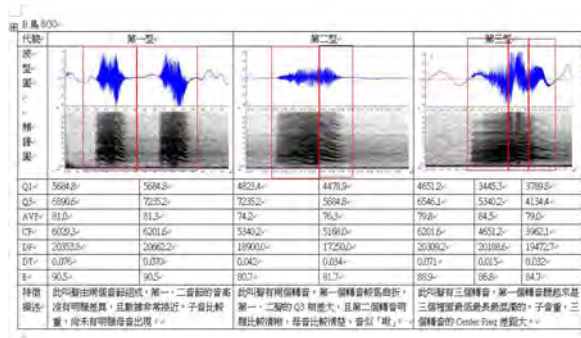 B 鳥 8/30
代號 第一型 第二型 第三型
波型圖
頻譜圖
Q1 5684.8 5684.8 4823.4 4478.9 4651.2 3445.3 3789.8
Q3 6890.6 7235.2 7235.2 5684.8 6546.1 5340.2 4134.4
AVP 81.0 81.3 74.2 76.3 79.8 84.5 79.0
CF 6029.3 6201.6 5340.2 5168.0 6201.6 4651.2 3962.1
DF 20353.8 20662.2 18900.0 17250.0 20309.2 20188.6 19472.7
DT 0.076 0.070 0.042 0.034 0.071 0.015 0.032
E 90.5 90.5 80.7 81.7 88.9 86.8 84.7
特徵描述
此叫聲由兩個音節組成，第一、二音節的音高
沒有明顯差異，且數據非常接近，子音比較
重，尚未有明顯母音出現。
此叫聲有兩個轉音，第一個轉音較為曲折，
第一、二聲的 Q3 頻差大，且第二個轉音明
顯比較清晰，母音比較清楚，音似「啾」。
此叫聲有三個轉音，第一個轉音聽起來是
三個裡面最低最長最濁的，子音重，三
個轉音的 Center Freq 差距大。